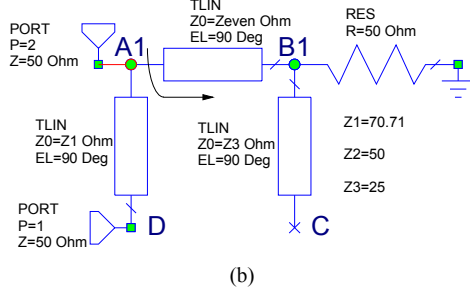 PORT
P=2
Z=50 Ohm
A1
TLIN
Z0=Zeven Ohm
EL=90 Deg
B1
RES
R=50 Ohm
TLIN
Z0=Z1 Ohm
EL=90 Deg
TLIN
Z0=Z3 Ohm
EL=90 Deg
Z1=70.71
Z2=50
Z3=25
PORT
P=1
Z=50 Ohm
D
C
(b)